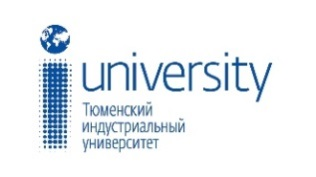 i university
Тюменский
индустриальный
университет